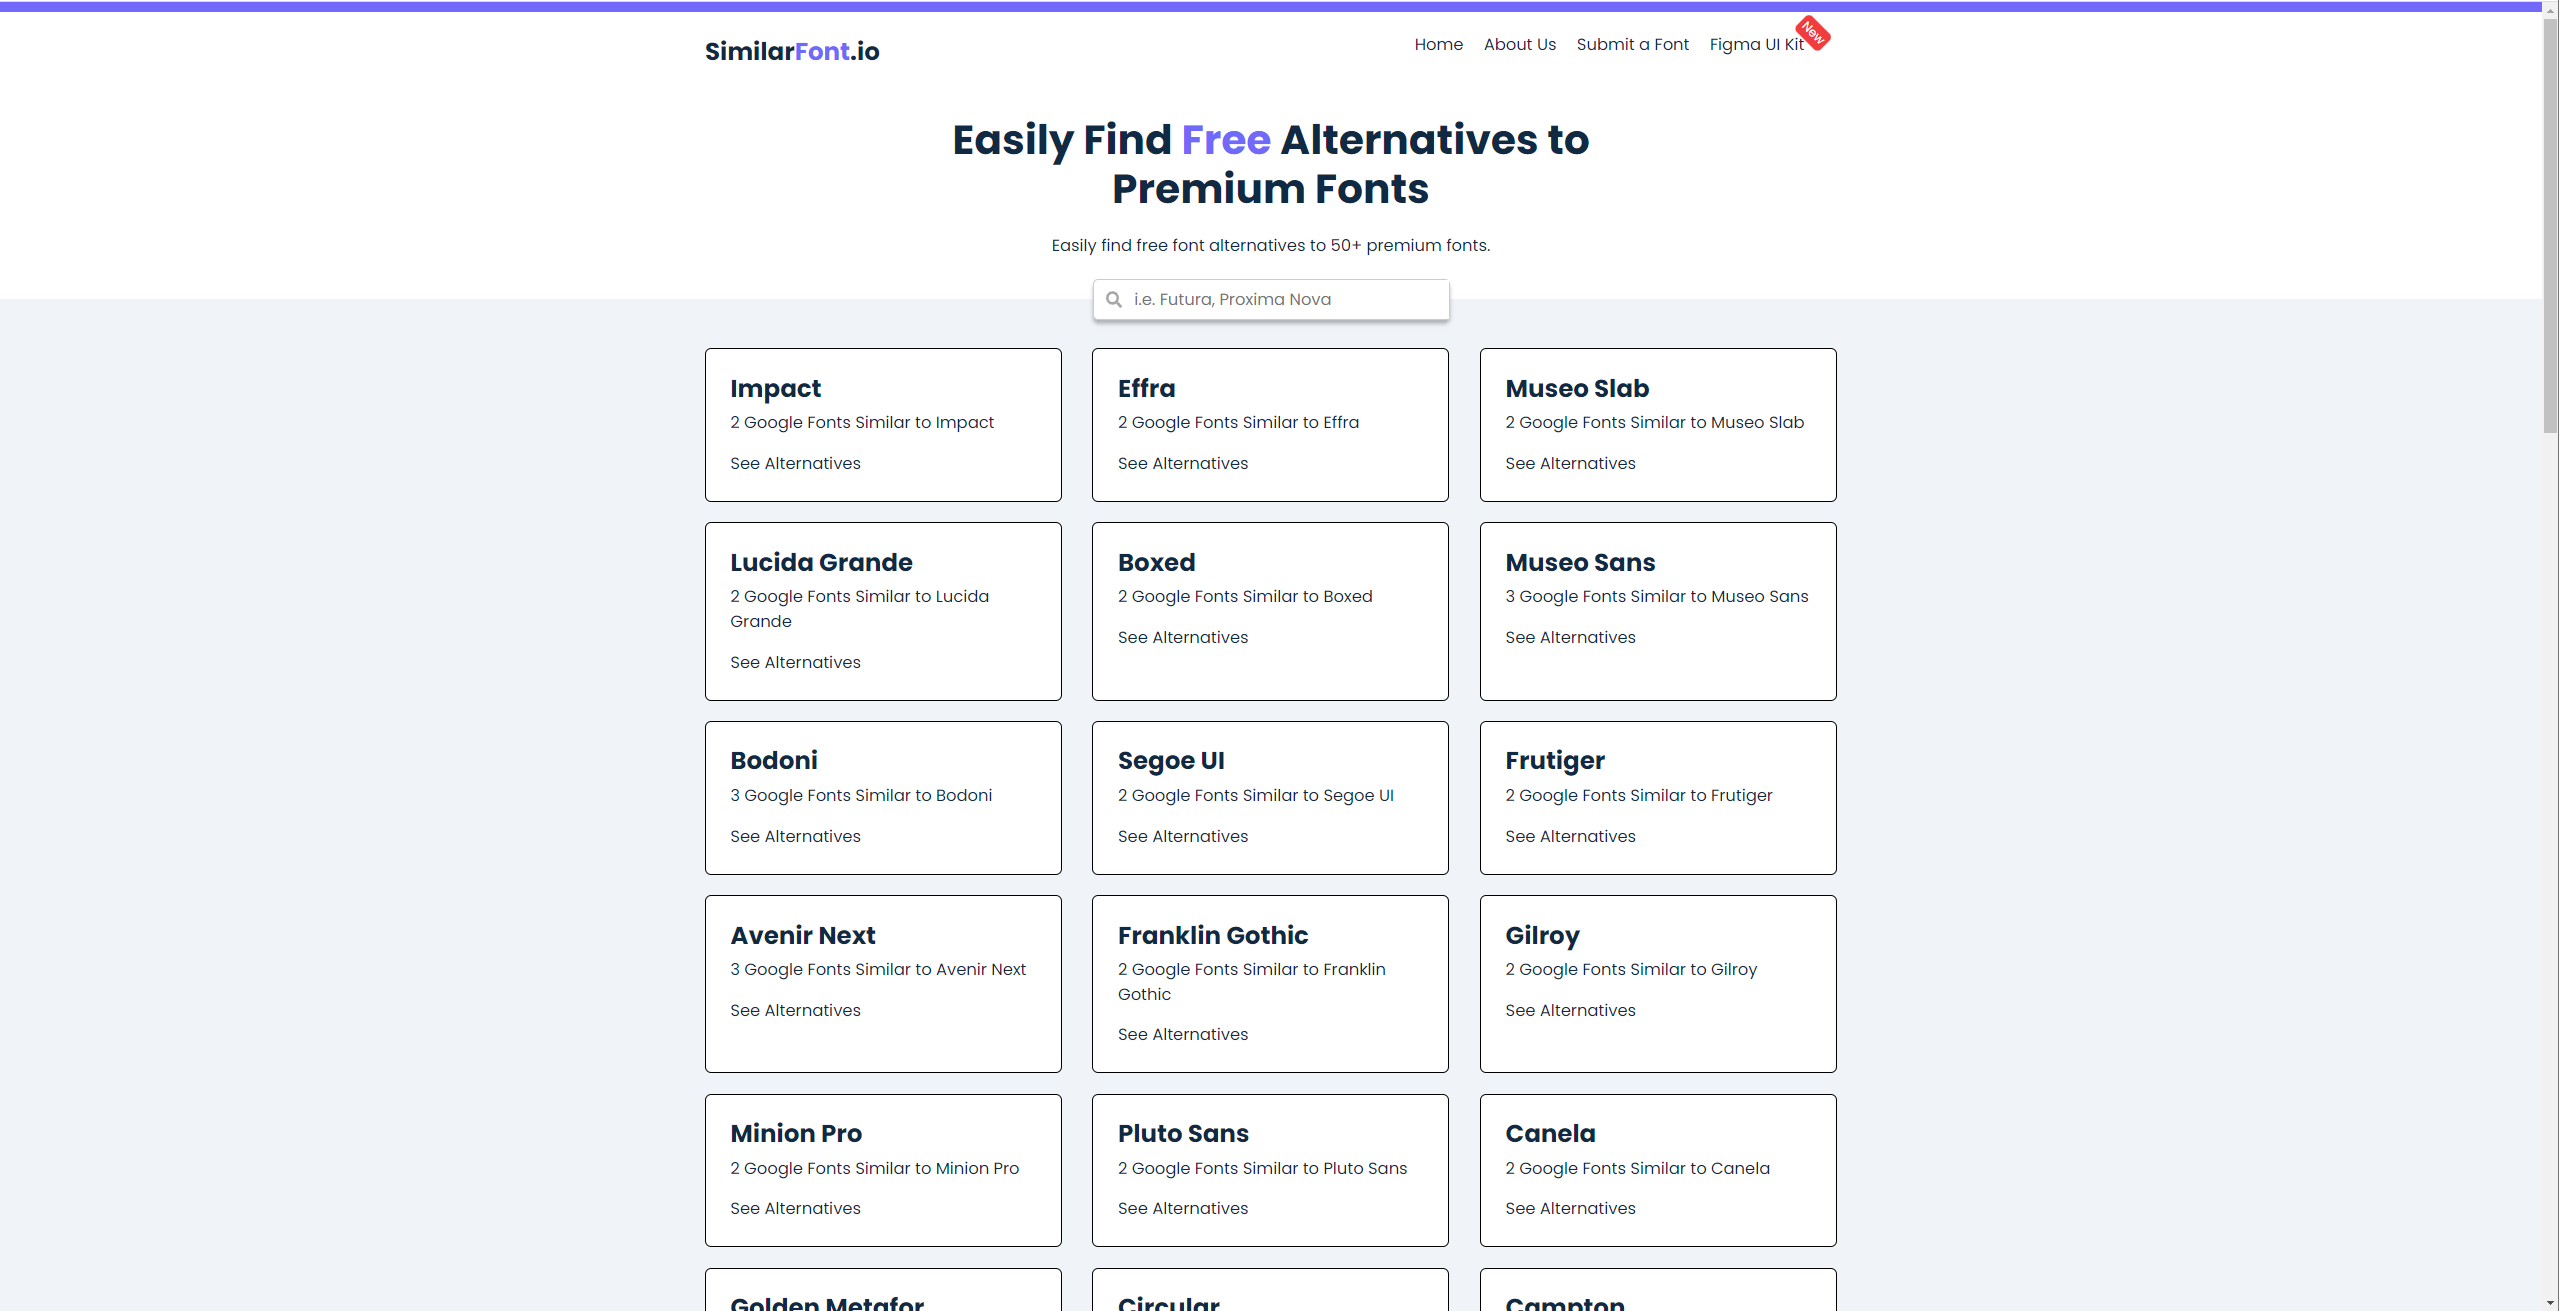 SimilarFont.io
Home
About Us
Submit a Font
Figma UI Kit
New
Easily Find Free Alternatives to
Premium Fonts
Easily find free font alternatives to 50+ premium fonts.
i.e. Futura, Proxima Nova
Impact
2 Google Fonts Similar to Impact
See Alternatives
Effra
2 Google Fonts Similar to Effra
See Alternatives
Museo Slab
2 Google Fonts Similar to Museo Slab
See Alternatives
Lucida Grande
2 Google Fonts Similar to Lucida
Grande
See Alternatives
Boxed
2 Google Fonts Similar to Boxed
See Alternatives
Museo Sans
3 Google Fonts Similar to Museo Sans
See Alternatives
Bodoni
3 Google Fonts Similar to Bodoni
See Alternatives
Segoe UI
2 Google Fonts Similar to Segoe UI
See Alternatives
Frutiger
2 Google Fonts Similar to Frutiger
See Alternatives
Avenir Next
3 Google Fonts Similar to Avenir Next
See Alternatives
Franklin Gothic
2 Google Fonts Similar to Franklin
Gothic
See Alternatives
Gilroy
2 Google Fonts Similar to Gilroy
See Alternatives
Minion Pro
2 Google Fonts Similar to Minion Pro
See Alternatives
Pluto Sans
2 Google Fonts Similar to Pluto Sans
See Alternatives
Canela
2 Google Fonts Similar to Canela
See Alternatives
Golden Metafor
Circular
Campton